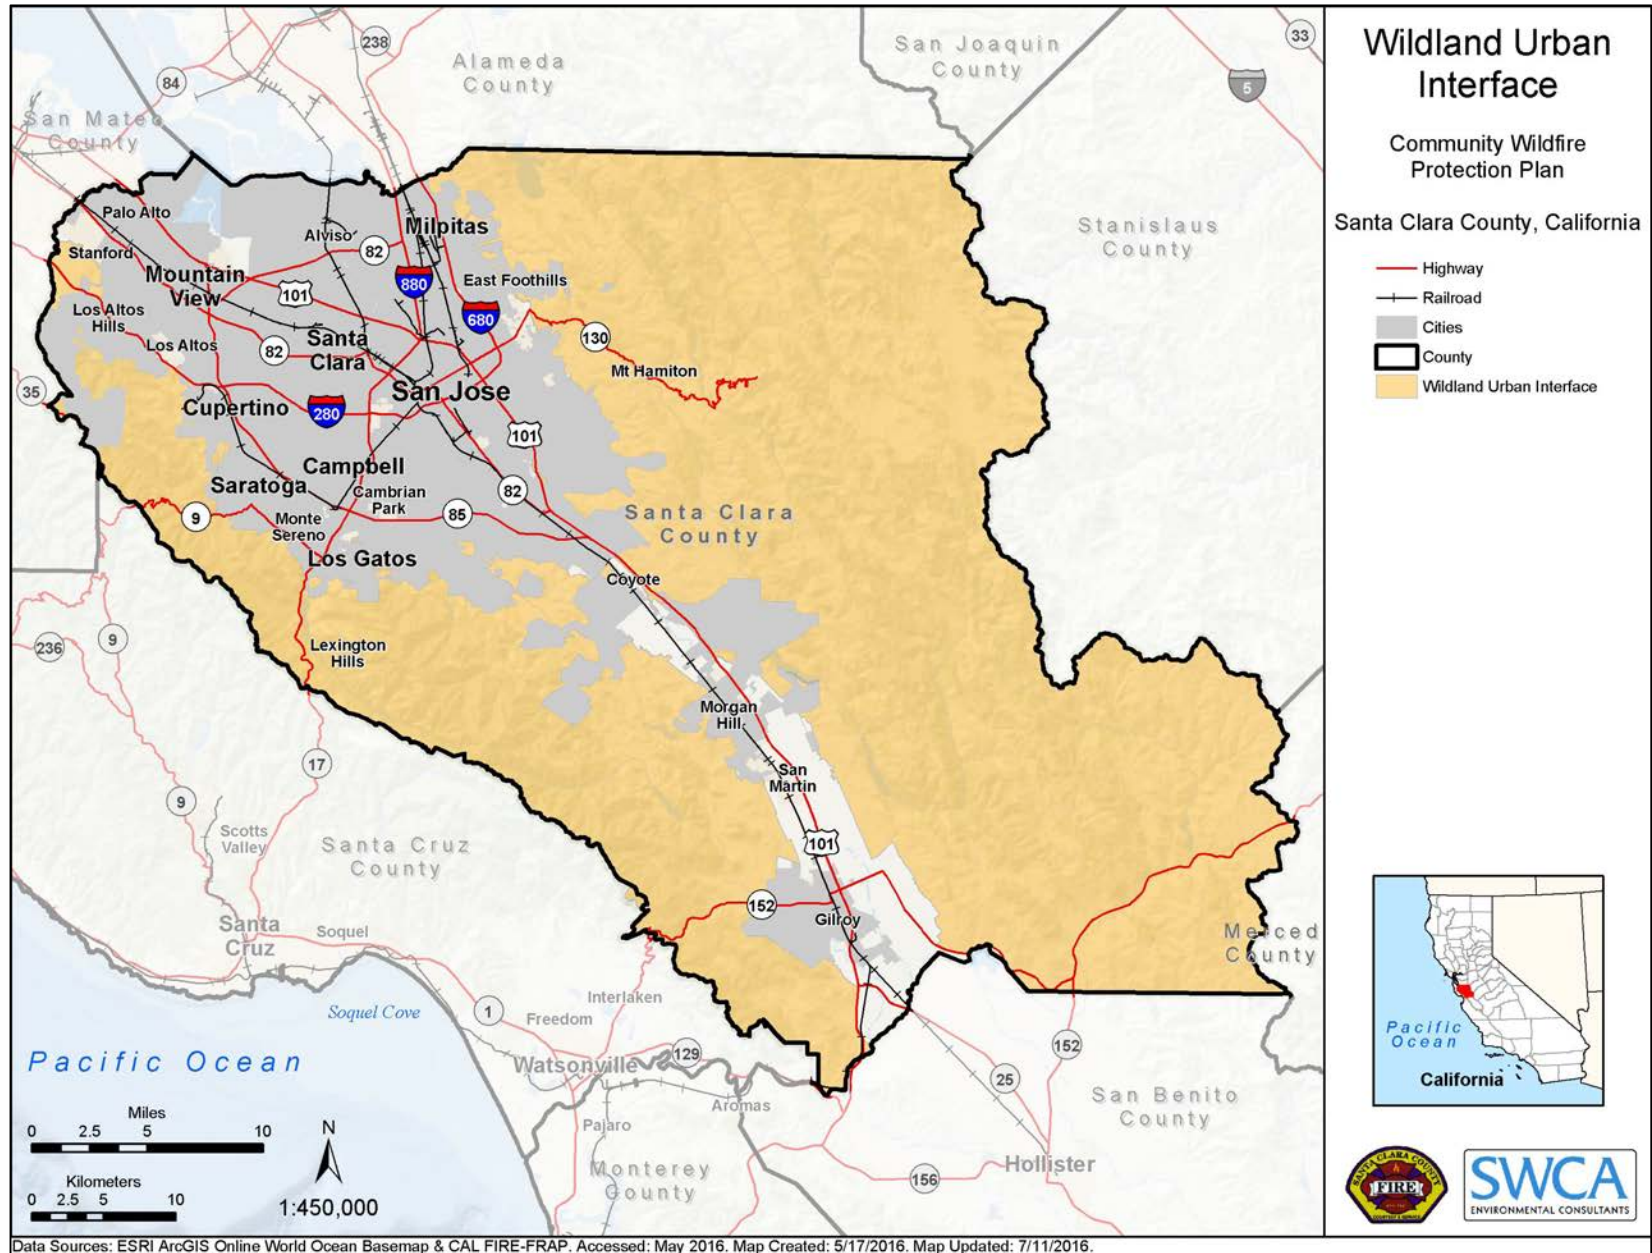 Wildland Urban
Interface
Community Wildfire
Protection Plan
Santa Clara County, California
Highway
Railroad
Cities
County
Wildland Urban Interface
238
Alameda
County
San Joaquin
County
33
5
84
San Mateo
County
Stanislaus
County
Palo Alto
Alviso
Milpitas
82
Stanford
Mountain
View
101
880
East Foothills
680
Los Altos
Hills
Los Altos
82
Santa
Clara
130
Mt Hamiton
35
San Jose
Cupertino
280
101
Campbell
Saratoga
Cambrian
Park
82
9
Monte
Sereno
85
Santa Clara
County
Los Gatos
Coyote
236
9
Lexington
Hills
Morgan
Hill
17
San
Martin
9
Scotts
Valley
Santa Cruz
County
101
152
Gilroy
Merced
County
Santa
Cruz
Soquel
Soquel Cove
1
Interlaken
Freedom
Watsonville
129
152
25
Pacific Ocean
Aromas
Pajaro
San Benito
County
Monterey
County
156
Hollister
Miles
0 2.5 5 10
Kilometers
0 2.5 5 10
N
1:450,000
Pacific
Ocean
California
SANTA CLARA COUNTY
FIRE
SWCA
ENVIRONMENTAL CONSULTANTS
Data Sources: ESRI ArcGIS Online World Ocean Basemap & CAL FIRE-FRAP. Accessed: May 2016. Map Created: 5/17/2016. Map Updated: 7/11/2016.